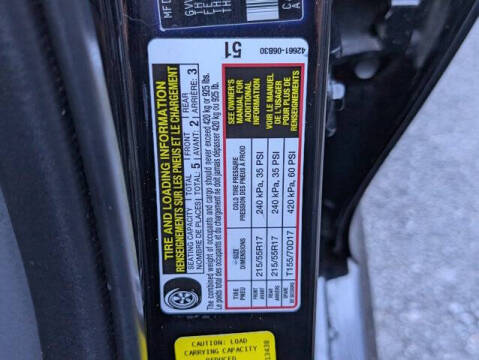 42661-06830
51
TIRE AND LOADING INFORMATION
RENSEIGNEMENTS SUR LES PNEUS ET LE CHARGEMENT
SEATING CAPACITY | TOTAL | FRONT | REAR
NOMBRE DE PLACES | TOTAL: 5 | AVANT: 2 | ARRIERE: 3
The combined weight of occupants and cargo should never exceed 420 kg or 925 lbs.
Le poids total des occupants et du chargement ne doit jamais dépasser 420 kg ou 925 lb.
TIRE SIZE COLD TIRE PRESSURE
PNEU DIMENSIONS PRESSION DES PNEUS À FROID
FRONT
AVANT 215/55R17 240 kPa, 35 PSI
REAR
ARRIERE 215/55R17 240 kPa, 35 PSI
SPARE
DE SECOURS T155/70D17 420 kPa, 60 PSI
SEE OWNER'S
MANUAL FOR
ADDITIONAL
INFORMATION
VOIR LE MANUEL
DE L'USAGER
POUR PLUS DE
RENSEIGNEMENTS
CAUTION: LOAD
CARRYING CAPACITY